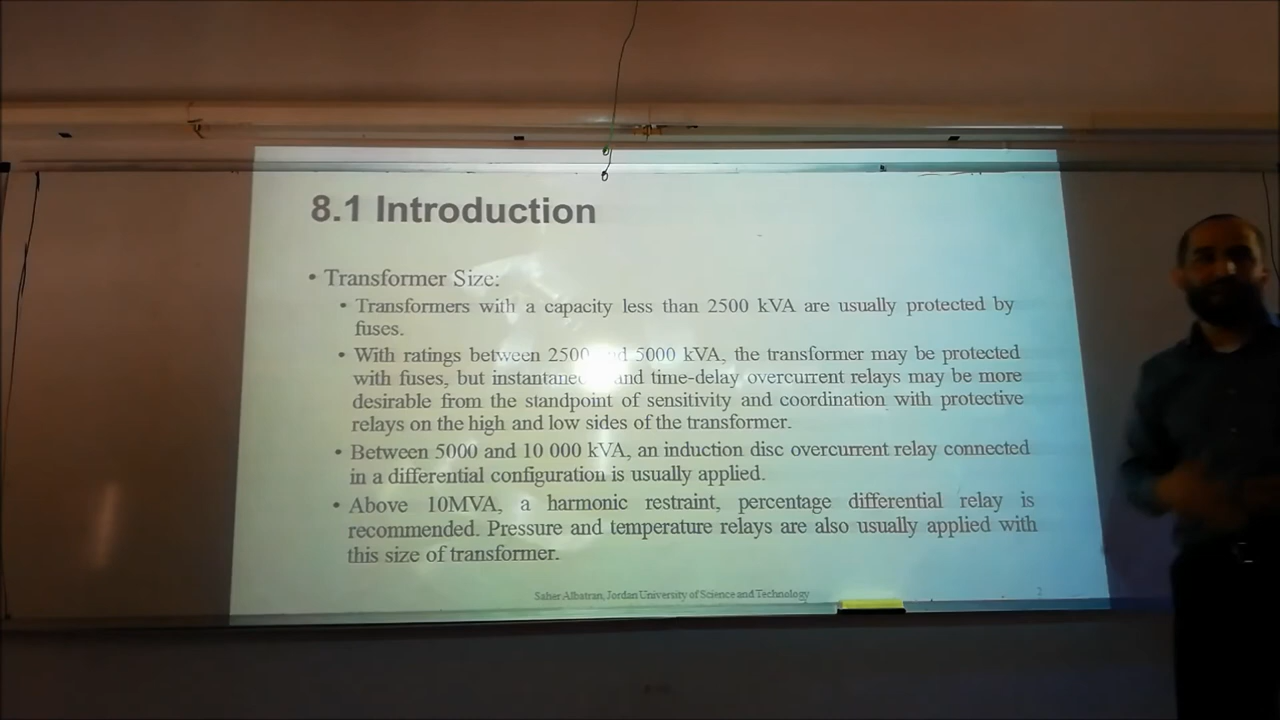 8.1 Introduction
• Transformer Size:
• Transformers with a capacity less than 2500 kVA are usually protected by
fuses.
• With ratings between 2500 5000 kVA, the transformer may be protected
with fuses, but and time-delay overcurrent relays may be more
desirable from the standpoint of sensitivity and coordination with protective
relays on the high and low sides of the transformer.
• Between 5000 and 10 000 kVA, an induction disc overcurrent relay connected
in a differential configuration is usually applied.
• Above 10MVA, a harmonic restraint, percentage differential relay is
recommended. Pressure and temperature relays are also usually applied with
this size of transformer.
Saher Albatran, Jordan University of Science and Technology
2